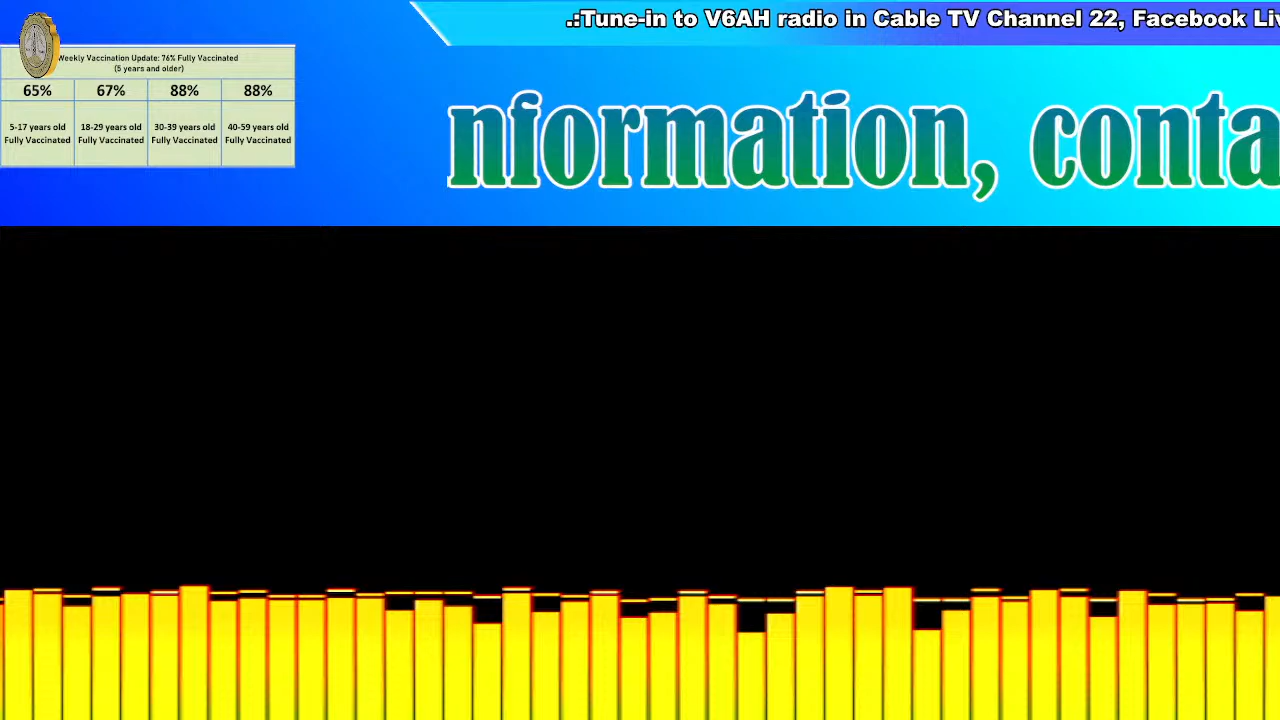 .:Tune-in to V6AH radio in Cable TV Channel 22, Facebook Liv
Weekly Vaccination Update: 76% Fully Vaccinated
(5 years and older)
65% 67% 88% 88%
5-17 years old 18-29 years old 30-39 years old 40-59 years old
Fully Vaccinated Fully Vaccinated Fully Vaccinated Fully Vaccinated
nformation, conta